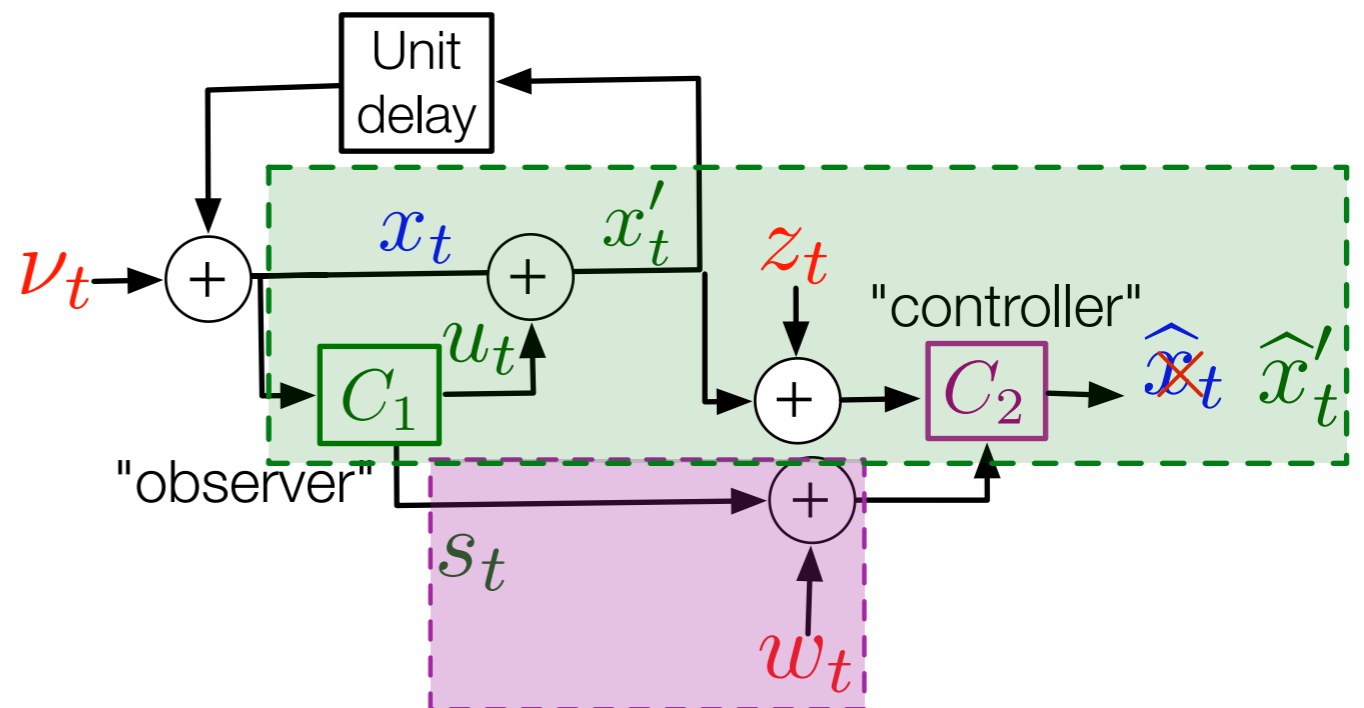 Unit
delay
x_t
x'_t
z_t
ν_t
+
+
"controller"
u_t
C_1
+
C_2
x̂_t x̂'_t
"observer"
+
s_t
w_t